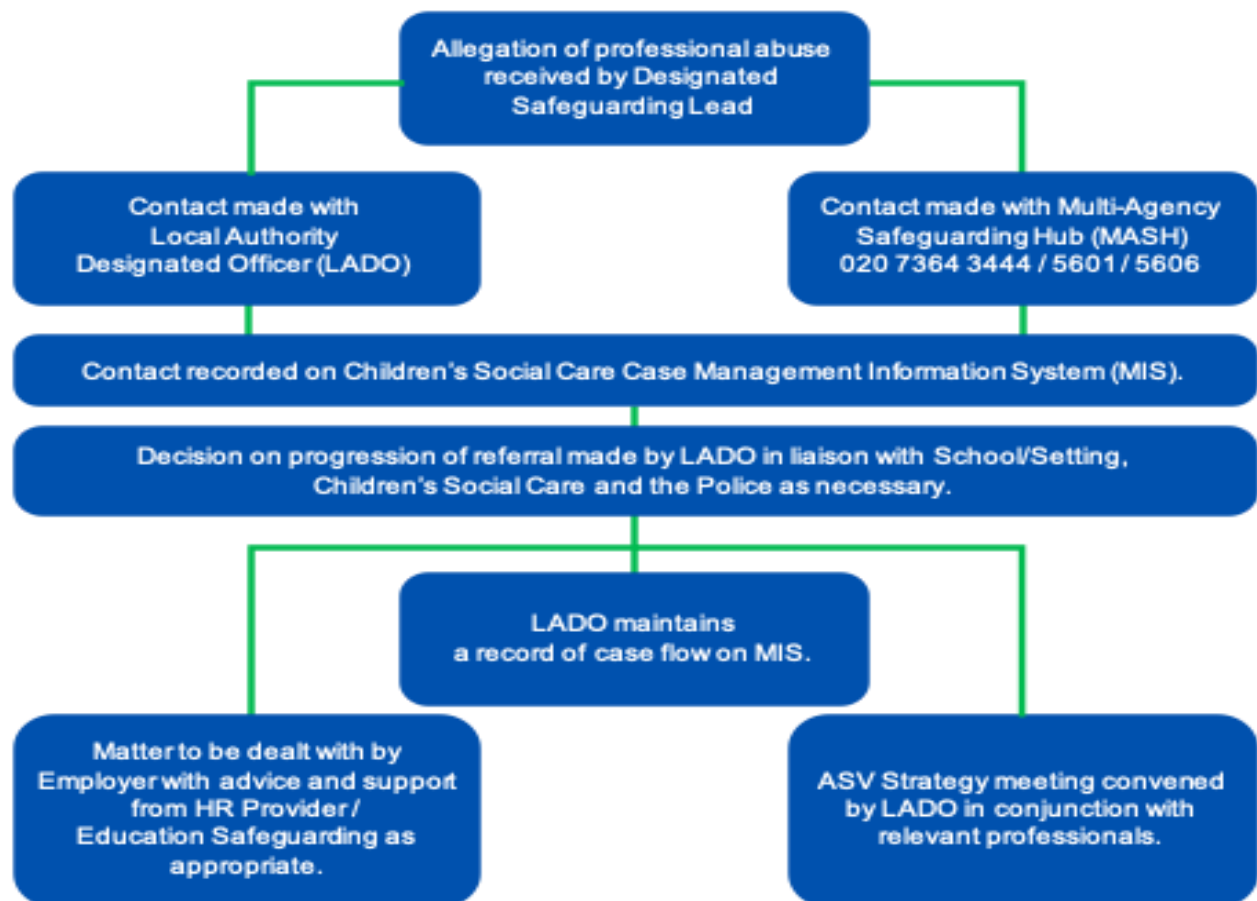 Allegation of professional abuse
received by Designated
Safeguarding Lead
Contact made with
Local Authority
Designated Officer (LADO)
Contact made with Multi-Agency
Safeguarding Hub (MASH)
020 7364 3444 / 5601 / 5606
Contact recorded on Children's Social Care Case Management Information System (MIS).
Decision on progression of referral made by LADO in liaison with School/Setting,
Children's Social Care and the Police as necessary.
LADO maintains
a record of case flow on MIS.
Matter to be dealt with by
Employer with advice and support
from HR Provider /
Education Safeguarding as
appropriate.
ASV Strategy meeting convened
by LADO in conjunction with
relevant professionals.